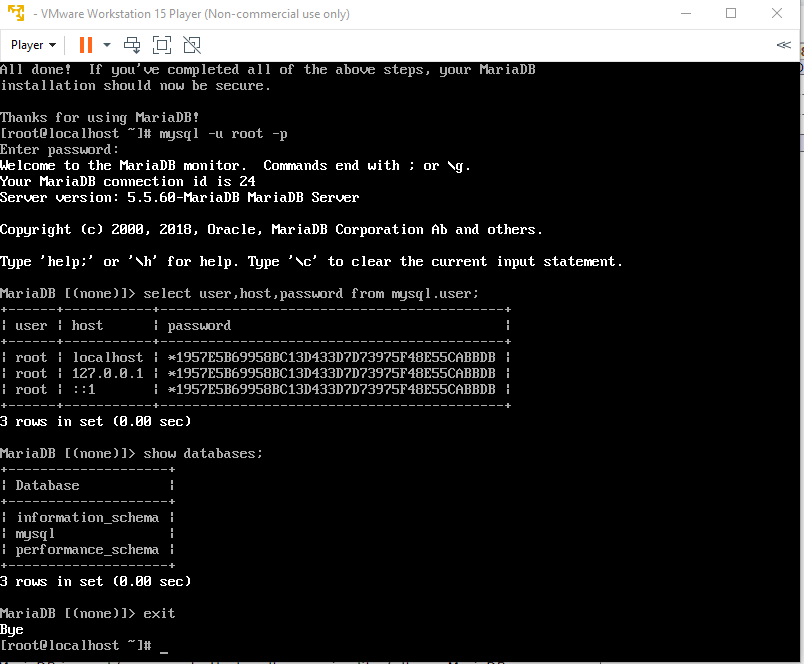 - VMware Workstation 15 Player (Non-commercial use only)
Player
All done!  If you've completed all of the above steps, your MariaDB
installation should now be secure.
Thanks for using MariaDB!
[root@localhost ~]# mysql -u root -p
Enter password:
Welcome to the MariaDB monitor.  Commands end with ; or \g.
Your MariaDB connection id is 24
Server version: 5.5.60-MariaDB MariaDB Server
Copyright (c) 2000, 2018, Oracle, MariaDB Corporation Ab and others.
Type 'help;' or '\h' for help. Type '\c' to clear the current input statement.
MariaDB [(none)]> select user,host,password from mysql.user;
+------+-----------+-------------------------------------------+
| user | host      | password                                  |
+------+-----------+-------------------------------------------+
| root | localhost | *1957E5B69958BC13D433D7D73975F48E55CABBDB |
| root | 127.0.0.1 | *1957E5B69958BC13D433D7D73975F48E55CABBDB |
| root | ::1       | *1957E5B69958BC13D433D7D73975F48E55CABBDB |
+------+-----------+-------------------------------------------+
3 rows in set (0.00 sec)
MariaDB [(none)]> show databases;
+--------------------+
| Database           |
+--------------------+
| information_schema |
| mysql              |
| performance_schema |
+--------------------+
3 rows in set (0.00 sec)
MariaDB [(none)]> exit
Bye
[root@localhost ~]# _